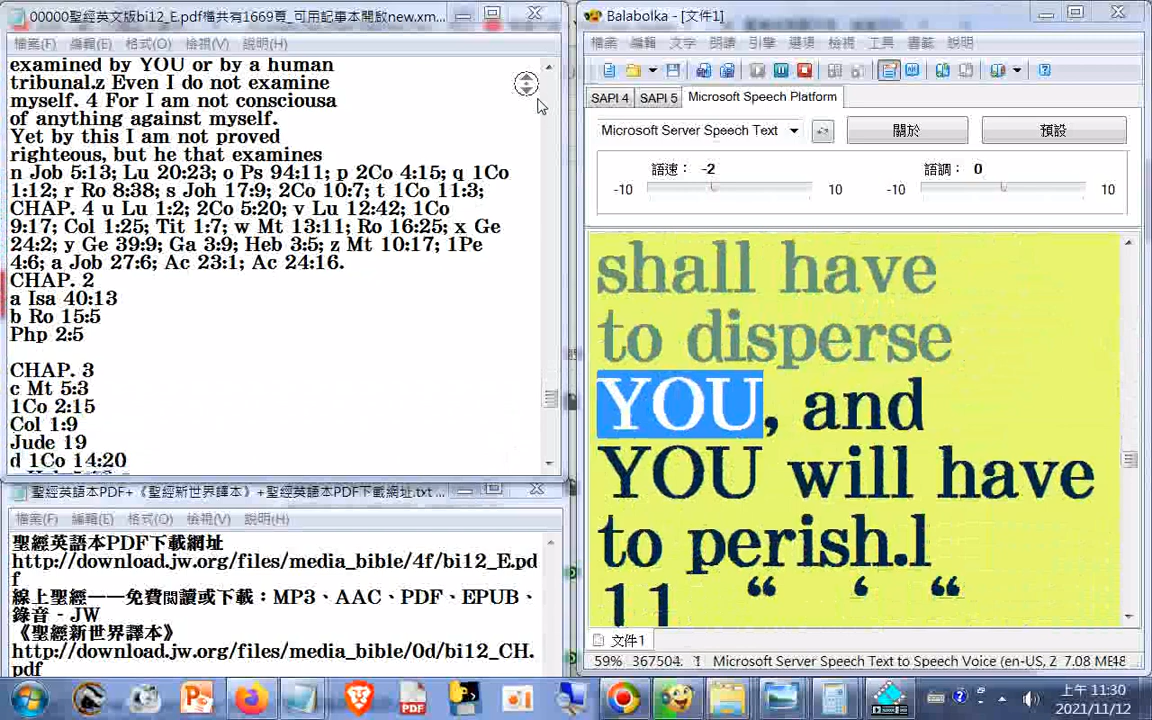 00000聖經英文版bi12_E.pdf檔共有1669頁_可用記事本開啟new.xm...
檔案(F) 編輯(E) 格式(O) 檢視(V) 說明(H)
examined by YOU or by a human
tribunal.z Even I do not examine
myself. 4 For I am not consciousa
of anything against myself.
Yet by this I am not proved
righteous, but he that examines
n Job 5:13; Lu 20:23; o Ps 94:11; p 2Co 4:15; q 1Co
1:12; r Ro 8:38; s Joh 17:9; 2Co 10:7; t 1Co 11:3;
CHAP. 4 u Lu 1:2; 2Co 5:20; v Lu 12:42; 1Co
9:17; Col 1:25; Tit 1:7; w Mt 13:11; Ro 16:25; x Ge
24:2; y Ge 39:9; Ga 3:9; Heb 3:5; z Mt 10:17; 1Pe
4:6; a Job 27:6; Ac 23:1; Ac 24:16.
CHAP. 2
a Isa 40:13
b Ro 15:5
Php 2:5
CHAP. 3
c Mt 5:3
1Co 2:15
Col 1:9
Jude 19
d 1Co 14:20
聖經英語本PDF+《聖經新世界譯本》+聖經英語本PDF下載網址.txt ...
檔案(F) 編輯(E) 格式(O) 檢視(V) 說明(H)
聖經英語本PDF下載網址
http://download.jw.org/files/media_bible/4f/bi12_E.pd
f
線上聖經——免費閱讀或下載：MP3、AAC、PDF、EPUB、
錄音 - JW
《聖經新世界譯本》
http://download.jw.org/files/media_bible/0d/bi12_CH.
pdf
Balabolka - [文件1]
檔案 編輯 文字 朗讀 引擎 選項 檢視 工具 書籤 說明
SAPI 4 SAPI 5 Microsoft Speech Platform
Microsoft Server Speech Text 關於 預設
語速： -2 語調： 0
-10 10 -10 10
shall have
to disperse
YOU, and
YOU will have
to perish.l
11 “ ‘ “
文件1
59% 367504: 1 Microsoft Server Speech Text to Speech Voice (en-US, Z 7.08 ME48
PDF
上午 11:30
2021/11/12